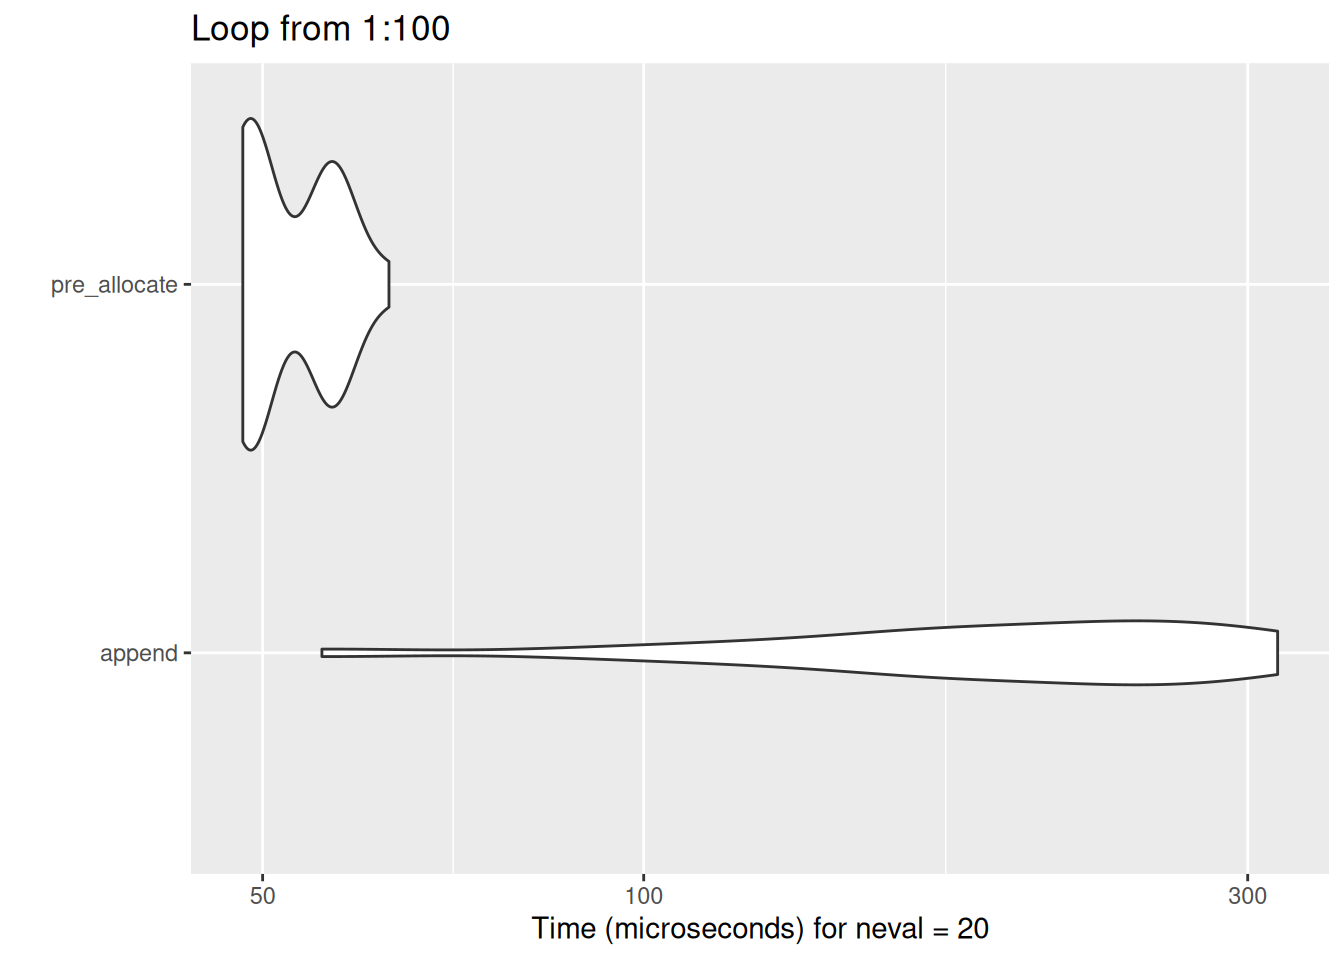 Loop from 1:100
pre_allocate
append
50 100 300
Time (microseconds) for neval = 20